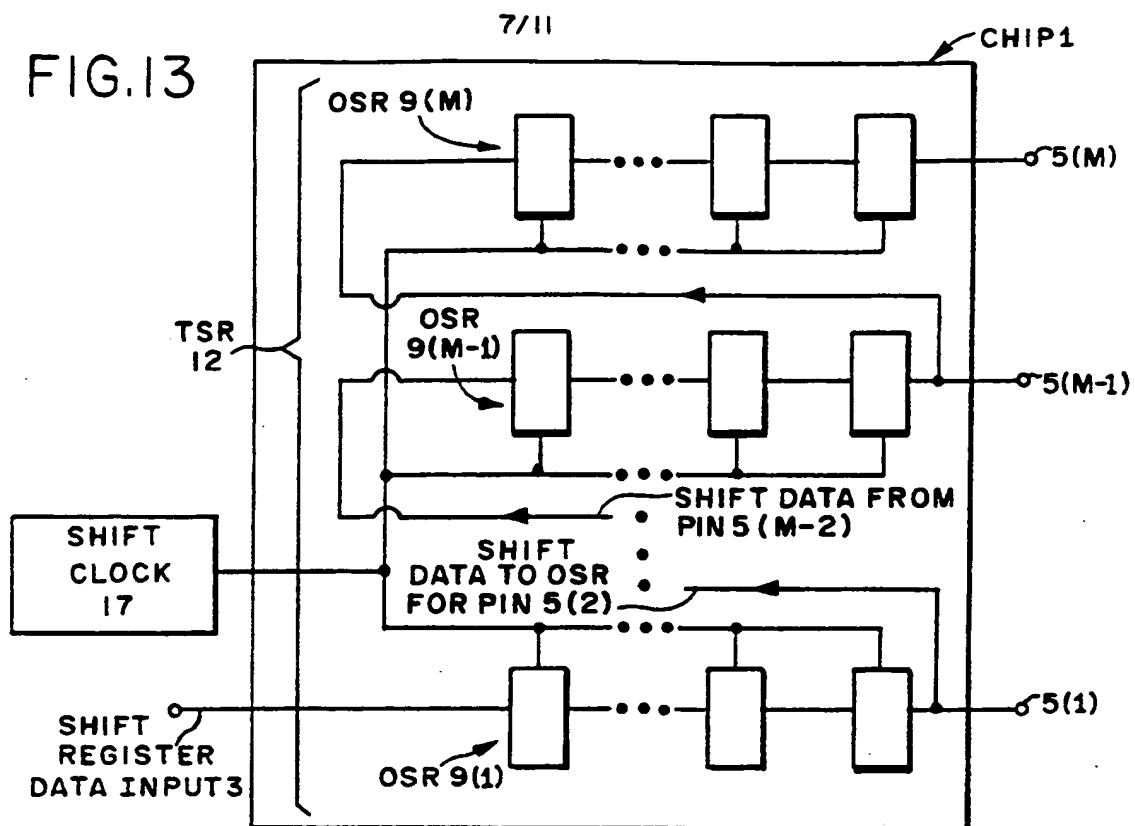 7/11
FIG.13
CHIP1
OSR 9(M)
5(M)
OSR
9(M-1)
TSR
12
5(M-1)
SHIFT DATA FROM
PIN 5(M-2)
SHIFT
DATA TO OSR
FOR PIN 5(2)
SHIFT
CLOCK
17
5(1)
SHIFT
REGISTER
DATA INPUT3
OSR 9(1)